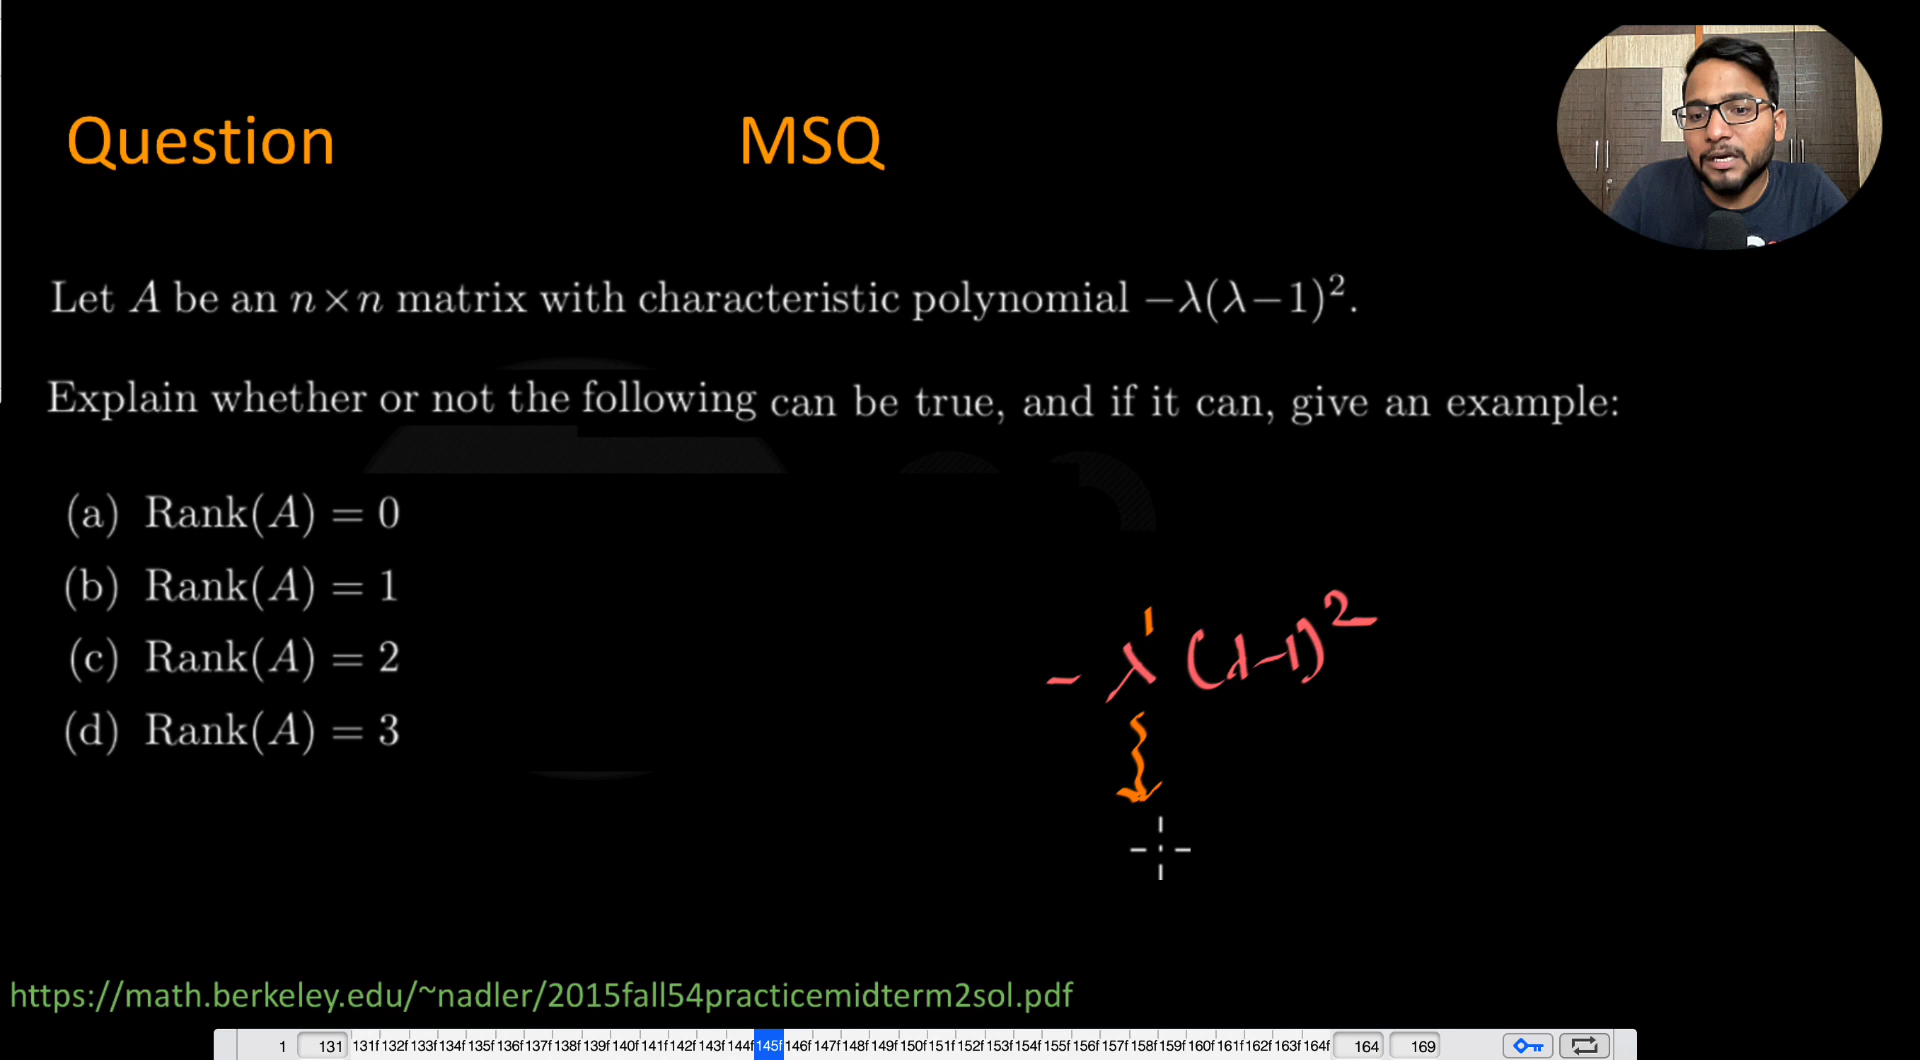 Question
MSQ
Let A be an n×n matrix with characteristic polynomial −λ(λ−1)².
Explain whether or not the following can be true, and if it can, give an example:
(a) Rank(A) = 0
(b) Rank(A) = 1
(c) Rank(A) = 2
(d) Rank(A) = 3
- λ¹ (λ-1)²
https://math.berkeley.edu/~nadler/2015fall54practicemidterm2sol.pdf
1 131 131f 132f 133f 134f 135f 136f 137f 138f 139f 140f 141f 142f 143f 144f 145f 146f 147f 148f 149f 150f 151f 152f 153f 154f 155f 156f 157f 158f 159f 160f 161f 162f 163f 164f 164 169